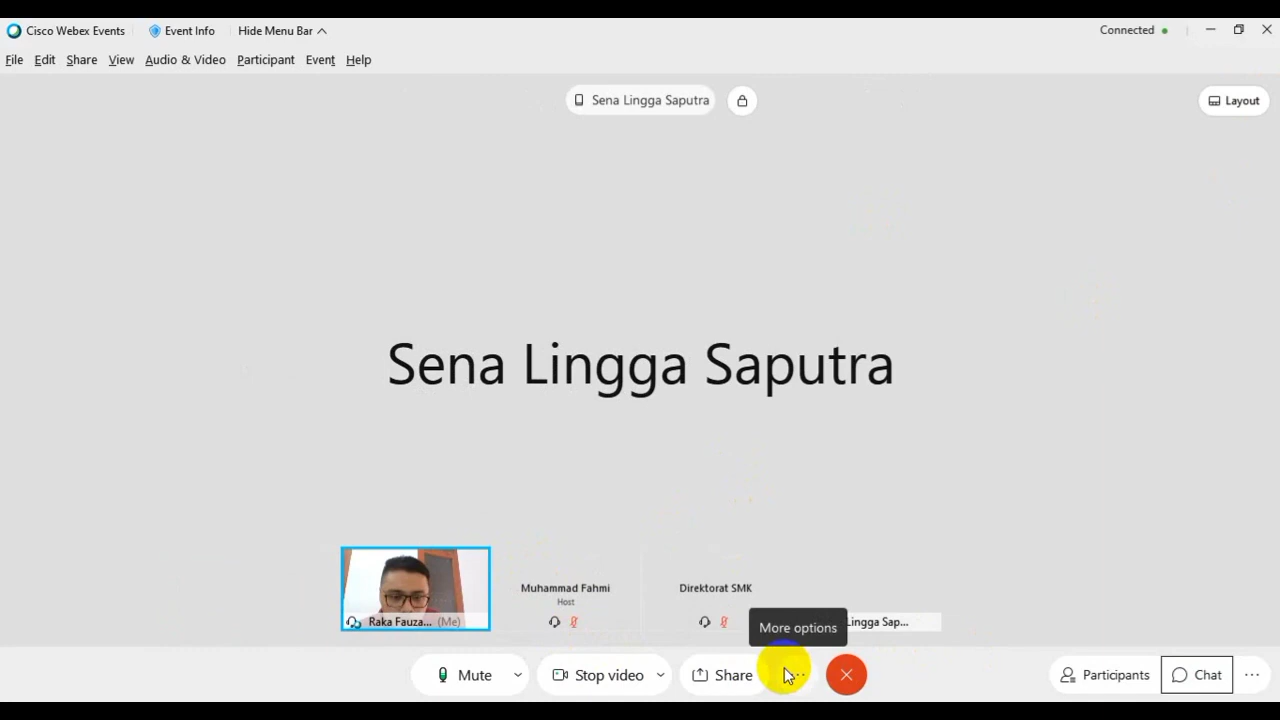 Cisco Webex Events
Event Info
Hide Menu Bar
Connected
File
Edit
Share
View
Audio & Video
Participant
Event
Help
Sena Lingga Saputra
Layout
Sena Lingga Saputra
Raka Fauza... (Me)
Muhammad Fahmi
Host
Direktorat SMK
Lingga Sap...
More options
Mute
Stop video
Share
Participants
Chat